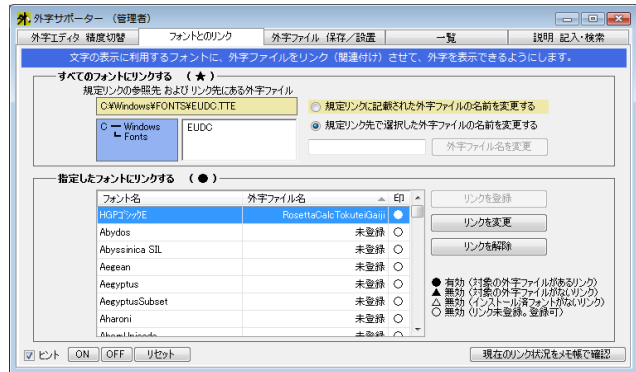 外字サポーター （管理者）
外字エディタ 精度切替 フォントとのリンク 外字ファイル 保存／設置 一覧 説明 記入・検索
文字の表示に利用するフォントに、外字ファイルをリンク（関連付け）させて、外字を表示できるようにします。
すべてのフォントにリンクする （ ★ ）
規定リンクの参照先 および リンク先にある外字ファイル
C:¥Windows¥FONTS¥EUDC.TTE
規定リンクに記載された外字ファイルの名前を変更する
C ー Windows
Fonts
EUDC
規定リンク先で選択した外字ファイルの名前を変更する
外字ファイル名を変更
指定したフォントにリンクする （ ● ）
フォント名 外字ファイル名 印
HGPｺﾞｼｯｸE RosettaCalcTokuteiGaiji ●
Abydos 未登録 ○
Abyssinica SIL 未登録 ○
Aegean 未登録 ○
Aegyptus 未登録 ○
AegyptusSubset 未登録 ○
Aharoni 未登録 ○
リンクを登録
リンクを変更
リンクを解除
● 有効（対象の外字ファイルがあるリンク）
▲ 無効（対象の外字ファイルがないリンク）
△ 無効（インストール済フォントがないリンク）
○ 無効（リンク未登録。登録可）
ヒント ON OFF リセット 現在のリンク状況をメモ帳で確認